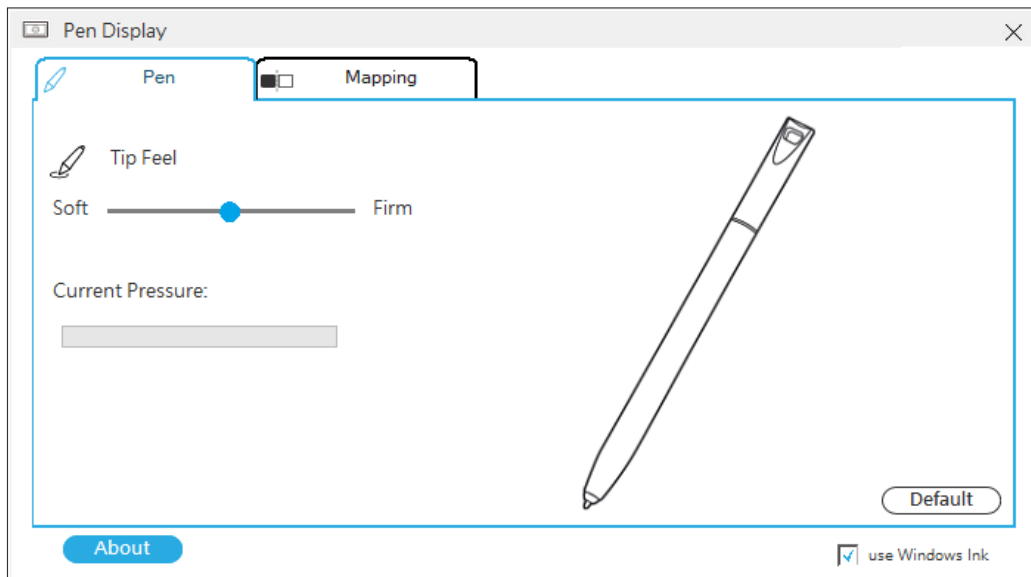 Pen Display
Pen
Mapping
Tip Feel
Soft
Firm
Current Pressure:
Default
About
use Windows Ink